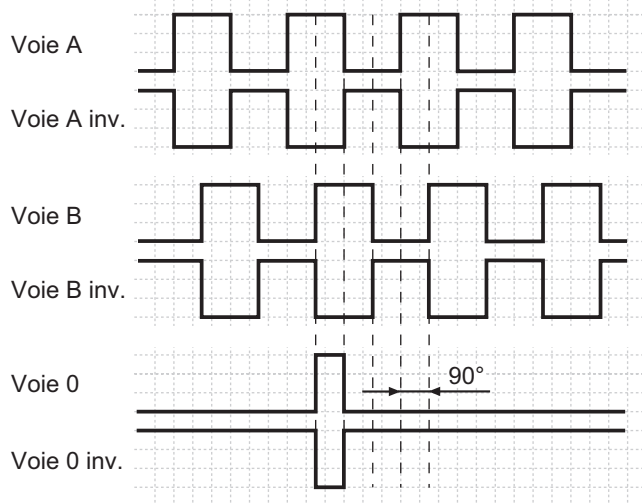 Voie A
Voie A inv.
Voie B
Voie B inv.
Voie 0
90°
Voie 0 inv.